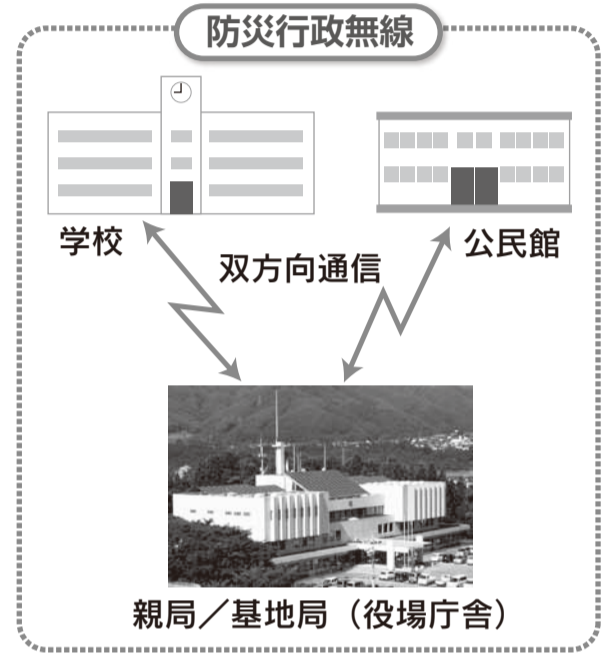 防災行政無線
学校
公民館
双方向通信
親局／基地局（役場庁舎）